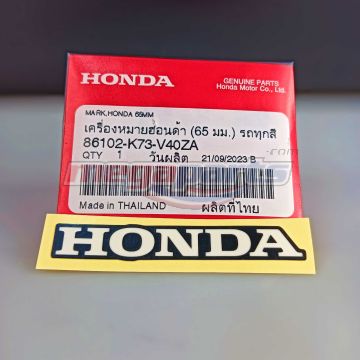 HONDA
GENUINE PARTS
Honda Motor Co., Ltd.
MARK,HONDA 65MM
เครื่องหมายฮอนด้า (65 มม.) รถทุกสี
86102-K73-V40ZA
QTY 1 วันผลิต 21/09/2023 B
.com
Made in THAILAND ผลิตที่ไทย
HONDA